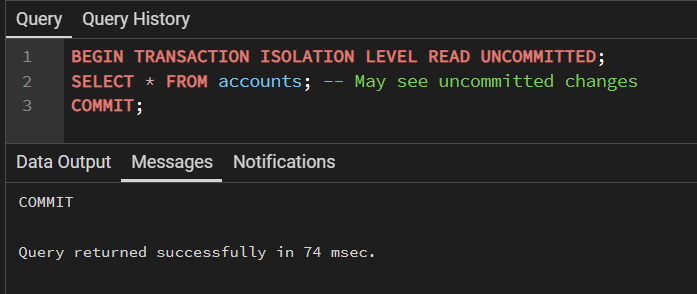 Query Query History
1 BEGIN TRANSACTION ISOLATION LEVEL READ UNCOMMITTED;
2 SELECT * FROM accounts; -- May see uncommitted changes
3 COMMIT;
Data Output Messages Notifications
COMMIT
Query returned successfully in 74 msec.